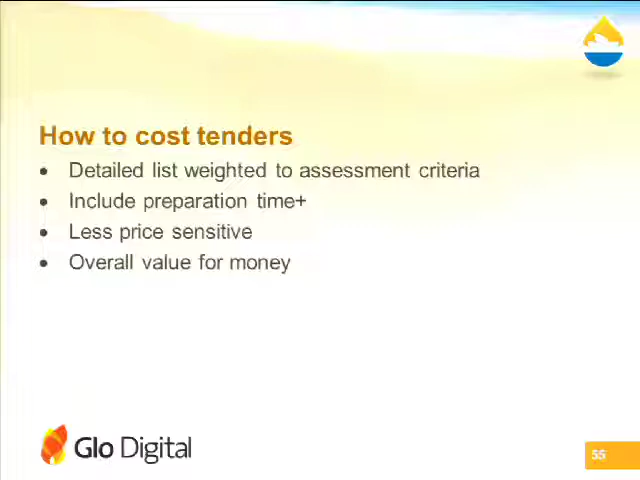 How to cost tenders
• Detailed list weighted to assessment criteria
• Include preparation time+
• Less price sensitive
• Overall value for money
Glo Digital
55